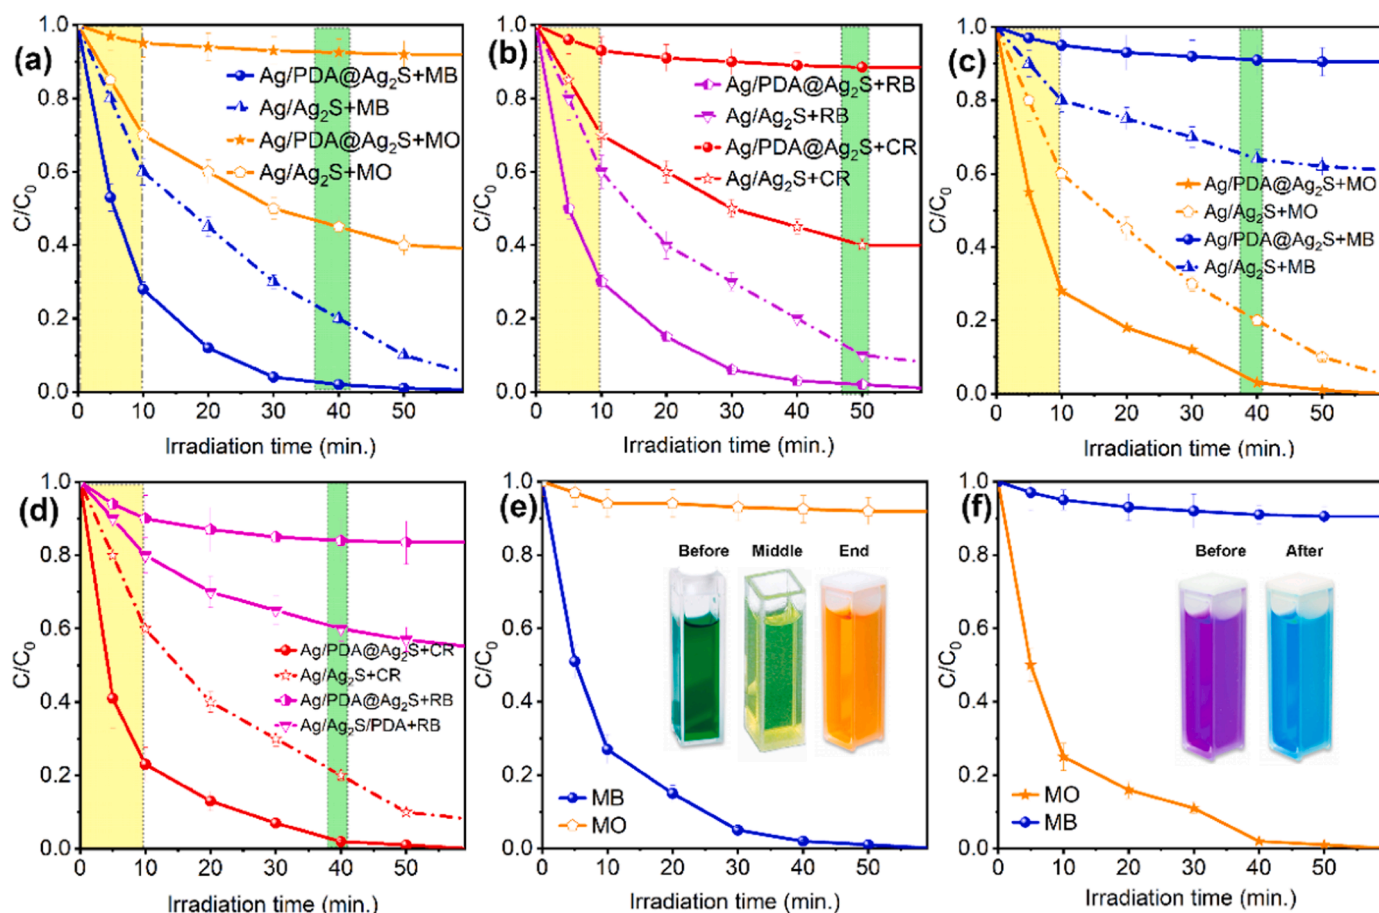 (a)
Ag/PDA@Ag₂S+MB
Ag/Ag₂S+MB
Ag/PDA@Ag₂S+MO
Ag/Ag₂S+MO
C/C₀
1.0
0.8
0.6
0.4
0.2
0.0
0 10 20 30 40 50
Irradiation time (min.)
(b)
Ag/PDA@Ag₂S+RB
Ag/Ag₂S+RB
Ag/PDA@Ag₂S+CR
Ag/Ag₂S+CR
C/C₀
1.0
0.8
0.6
0.4
0.2
0.0
0 10 20 30 40 50
Irradiation time (min.)
(c)
Ag/PDA@Ag₂S+MO
Ag/Ag₂S+MO
Ag/PDA@Ag₂S+MB
Ag/Ag₂S+MB
C/C₀
1.0
0.8
0.6
0.4
0.2
0.0
0 10 20 30 40 50
Irradiation time (min.)
(d)
Ag/PDA@Ag₂S+CR
Ag/Ag₂S+CR
Ag/PDA@Ag₂S+RB
Ag/Ag₂S/PDA+RB
C/C₀
1.0
0.8
0.6
0.4
0.2
0.0
0 10 20 30 40 50
Irradiation time (min.)
(e)
Before Middle End
MB
MO
C/C₀
1.0
0.8
0.6
0.4
0.2
0.0
0 10 20 30 40 50
Irradiation time (min.)
(f)
Before After
MO
MB
C/C₀
1.0
0.8
0.6
0.4
0.2
0.0
0 10 20 30 40 50
Irradiation time (min.)